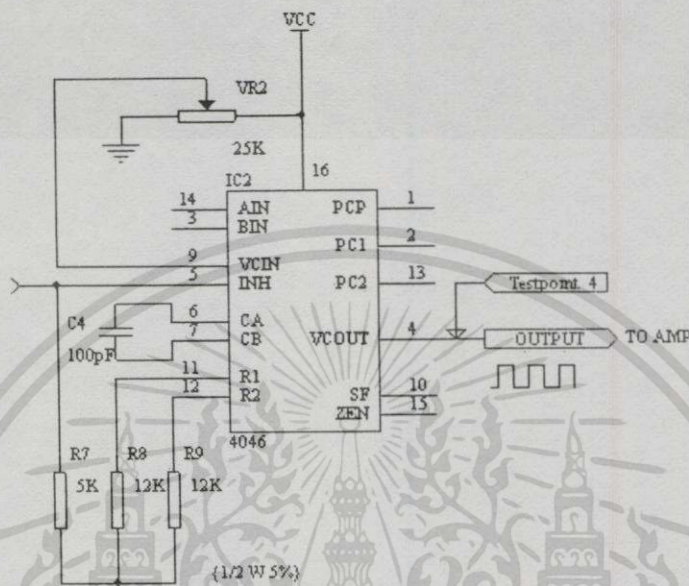 VCC
VR2
25K
16
IC2
14 AIN PCP 1
3 BIN
PC1 2
9 VCIN
5 INH PC2 13
Testpoint 4
C4 6 CA
7 CB VCOUT 4 OUTPUT TO AMP
100pF
11 R1
12 R2 SF 10
ZEN 15
4046
R7 R8 R9
5K 12K 12K
{1/2 W 5%}